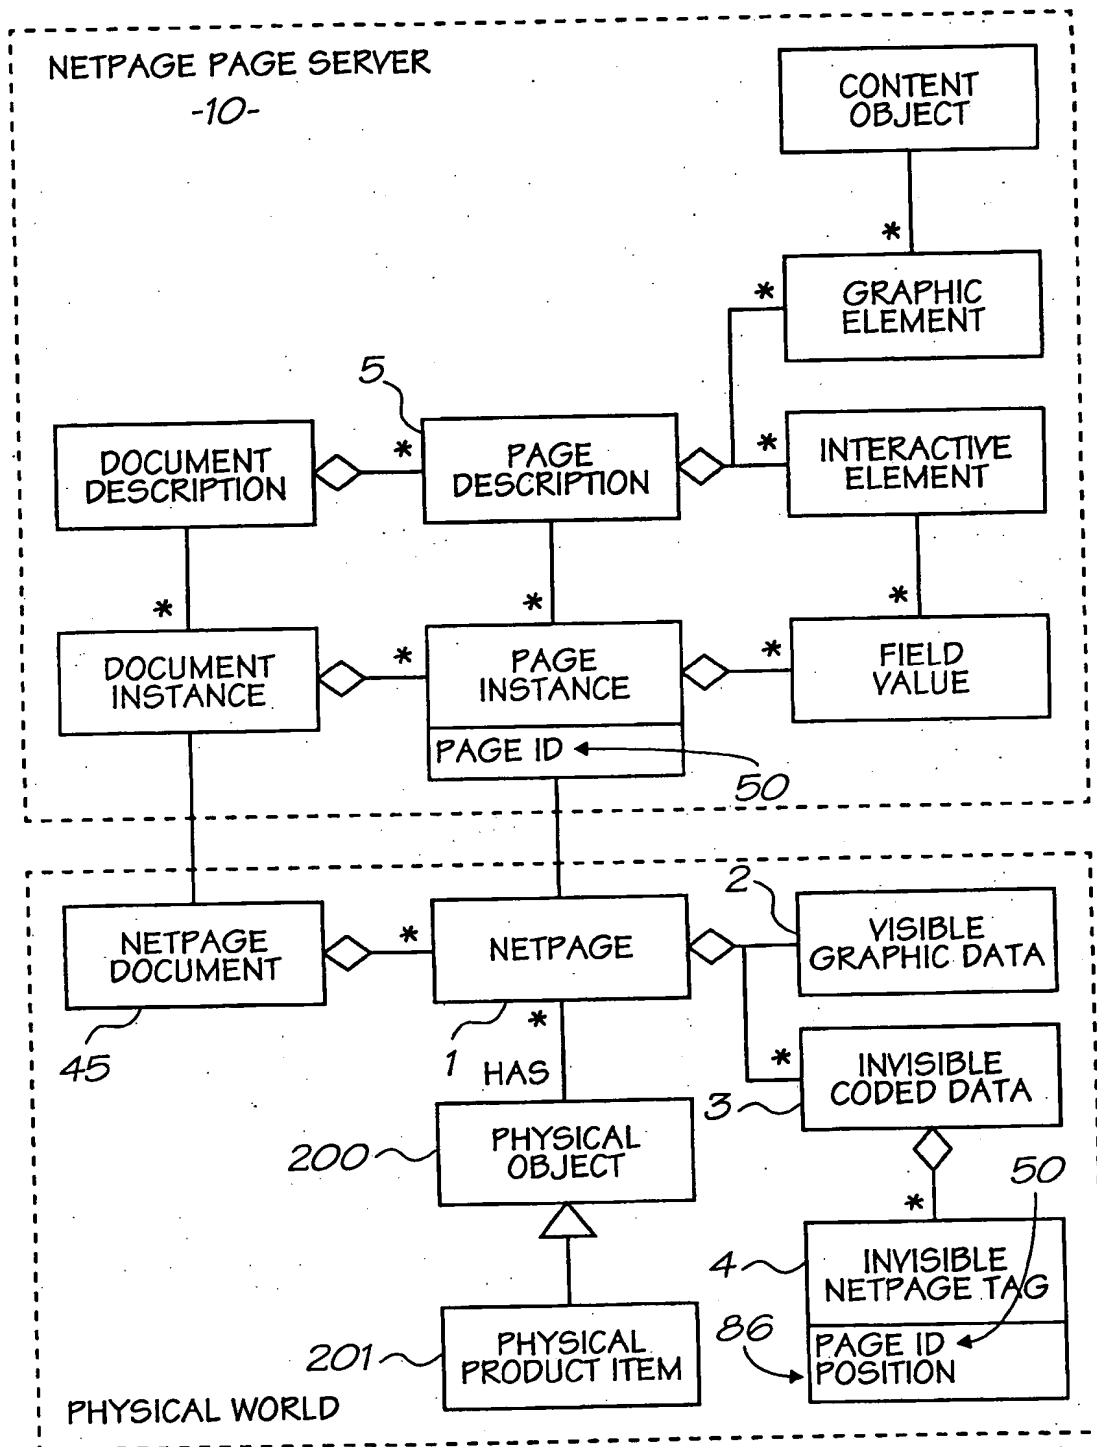 NETPAGE PAGE SERVER
-10-
CONTENT
OBJECT
*
GRAPHIC
ELEMENT
*
5
DOCUMENT
DESCRIPTION
*
PAGE
DESCRIPTION
*
INTERACTIVE
ELEMENT
*
*
*
DOCUMENT
INSTANCE
*
PAGE
INSTANCE
PAGE ID
50
*
FIELD
VALUE
NETPAGE
DOCUMENT
45
*
NETPAGE
1
2
VISIBLE
GRAPHIC DATA
*
HAS
*
3
INVISIBLE
CODED DATA
200
PHYSICAL
OBJECT
*
50
4
INVISIBLE
NETPAGE TAG
86
PAGE ID
POSITION
201
PHYSICAL
PRODUCT ITEM
PHYSICAL WORLD